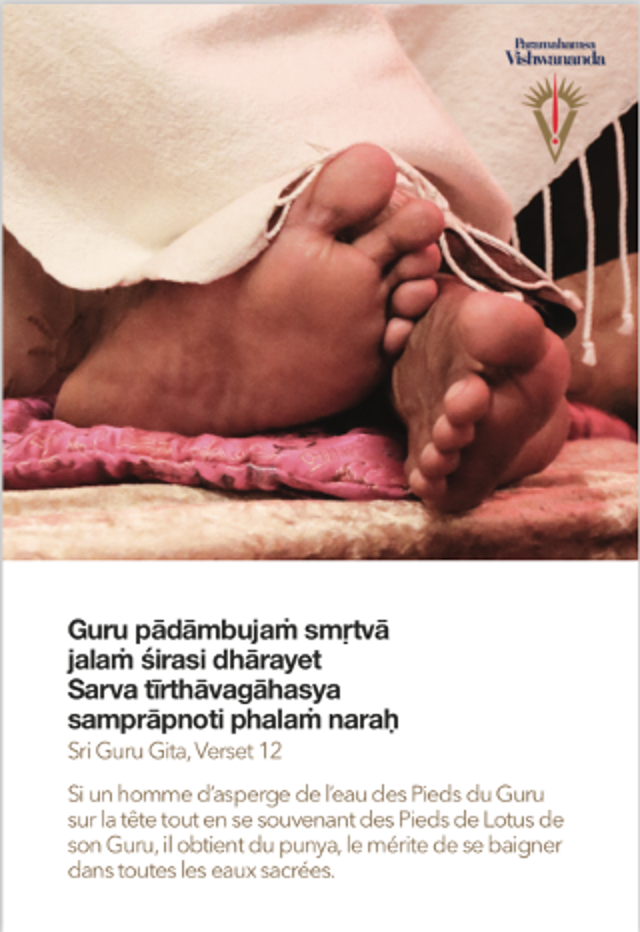 Paramahamsa
Vishwananda
Guru pādāmbujaṁ smṛtvā
jalaṁ śirasi dhārayet
Sarva tīrthāvagāhasya
samprāpnoti phalaṁ naraḥ
Sri Guru Gita, Verset 12
Si un homme d’asperge de l’eau des Pieds du Guru
sur la tête tout en se souvenant des Pieds de Lotus de
son Guru, il obtient du punya, le mérite de se baigner
dans toutes les eaux sacrées.